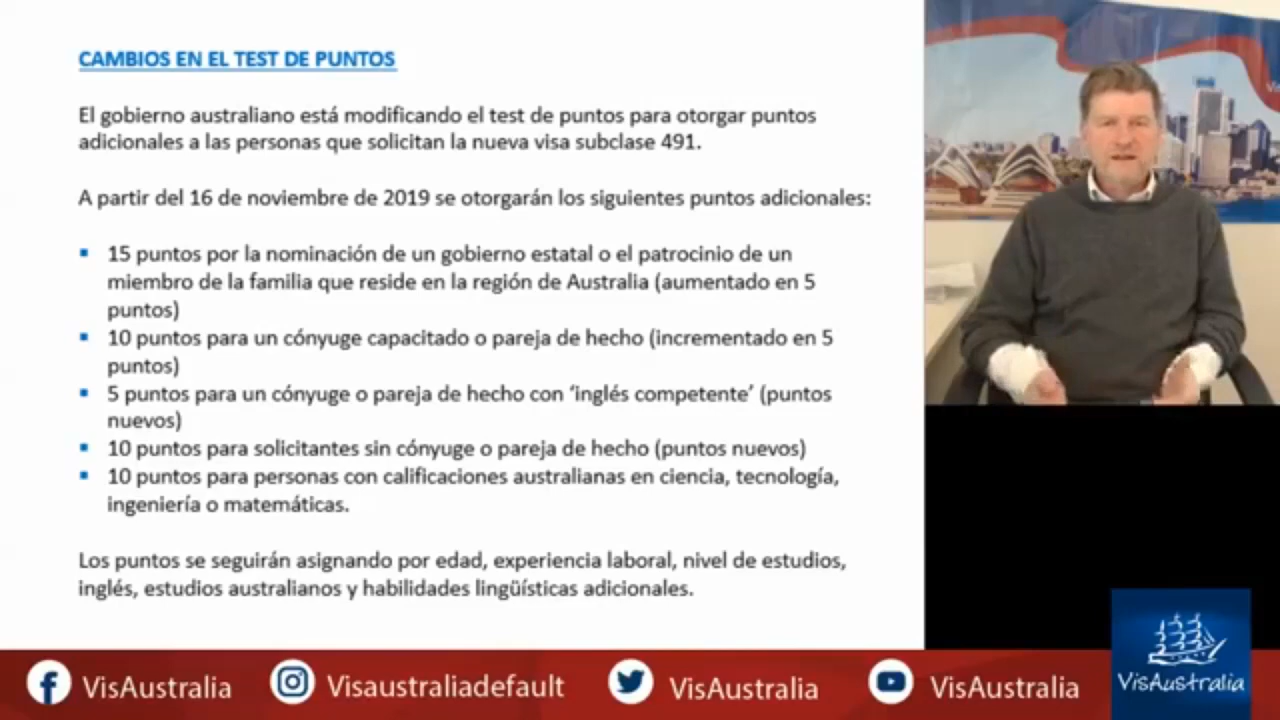 CAMBIOS EN EL TEST DE PUNTOS
El gobierno australiano está modificando el test de puntos para otorgar puntos
adicionales a las personas que solicitan la nueva visa subclase 491.
A partir del 16 de noviembre de 2019 se otorgarán los siguientes puntos adicionales:
▪ 15 puntos por la nominación de un gobierno estatal o el patrocinio de un
miembro de la familia que reside en la región de Australia (aumentado en 5
puntos)
▪ 10 puntos para un cónyuge capacitado o pareja de hecho (incrementado en 5
puntos)
▪ 5 puntos para un cónyuge o pareja de hecho con ‘inglés competente’ (puntos
nuevos)
▪ 10 puntos para solicitantes sin cónyuge o pareja de hecho (puntos nuevos)
▪ 10 puntos para personas con calificaciones australianas en ciencia, tecnología,
ingeniería o matemáticas.
Los puntos se seguirán asignando por edad, experiencia laboral, nivel de estudios,
inglés, estudios australianos y habilidades lingüísticas adicionales.
VisAustralia
Visaustraliadefault
VisAustralia
VisAustralia
VisAustralia